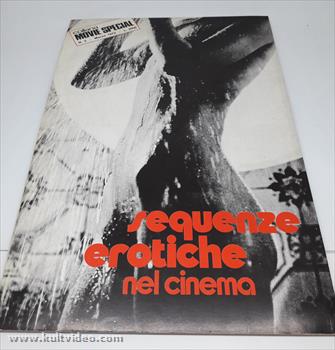 MOVIE SPECIAL
sequenze
erotiche
nel cinema
www.kultvideo.com